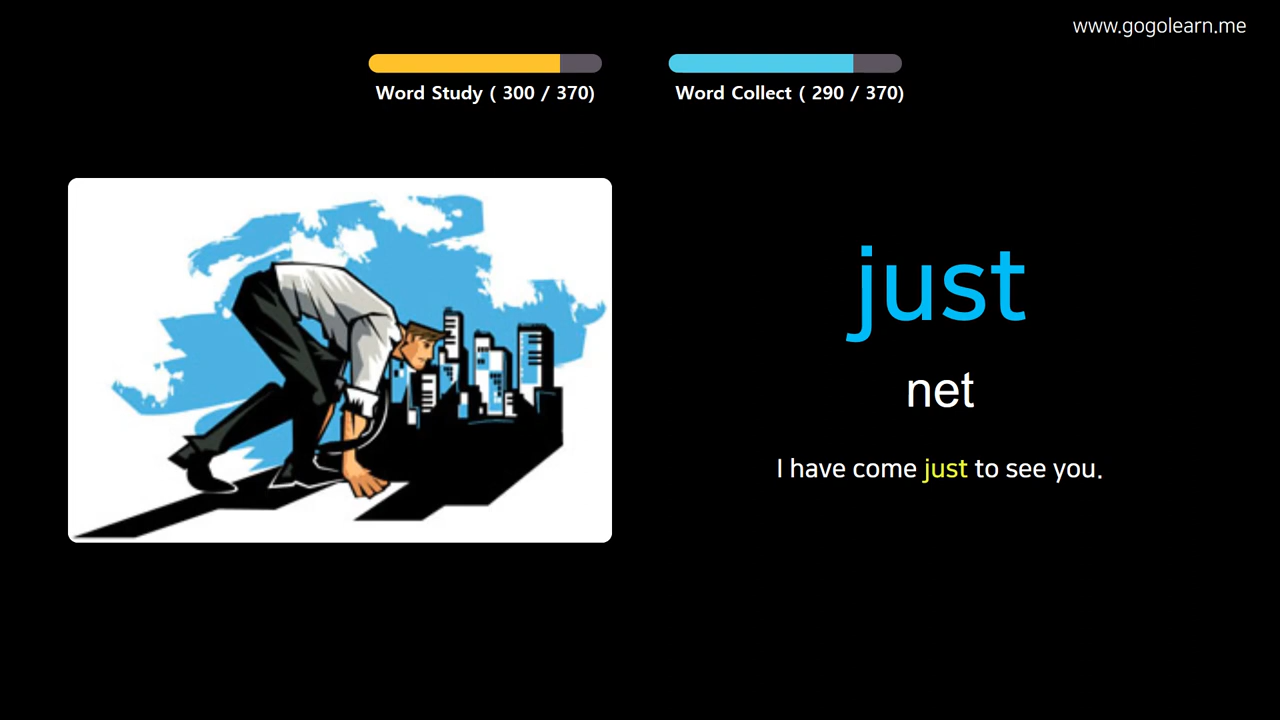 www.gogolearn.me
Word Study ( 300 / 370)
Word Collect ( 290 / 370)
just
net
I have come just to see you.